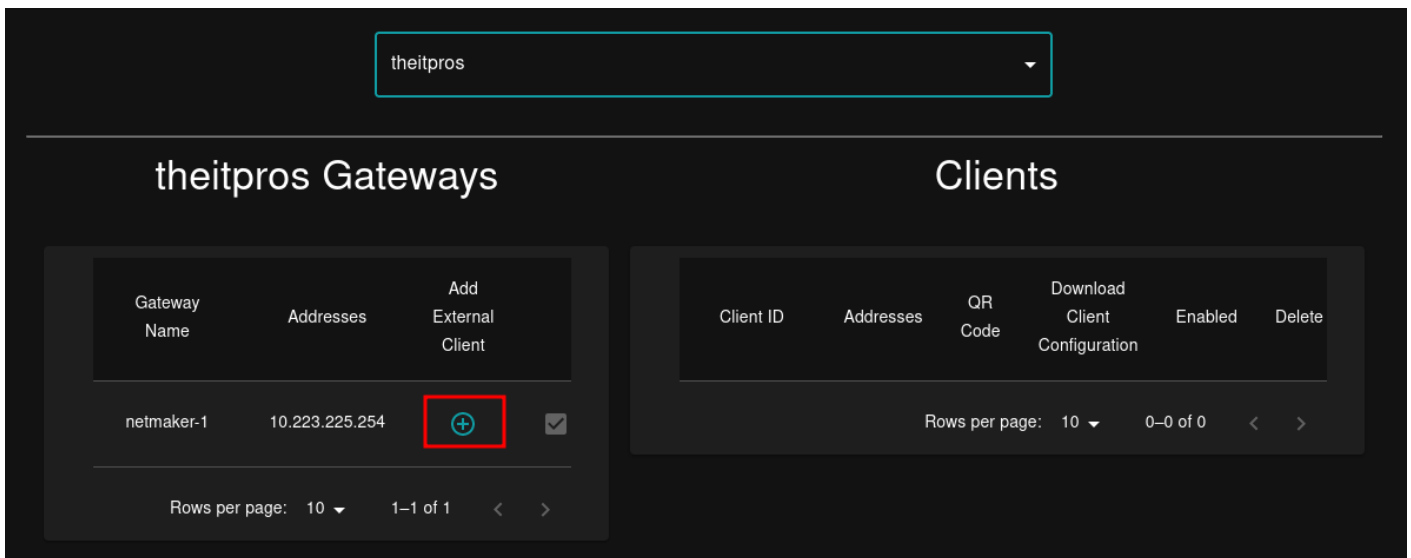 theitpros
theitpros Gateways
Gateway
Name
Addresses
Add
External
Client
netmaker-1
10.223.225.254
Rows per page: 10
1–1 of 1
Clients
Client ID
Addresses
QR
Code
Download
Client
Configuration
Enabled
Delete
Rows per page: 10
0–0 of 0